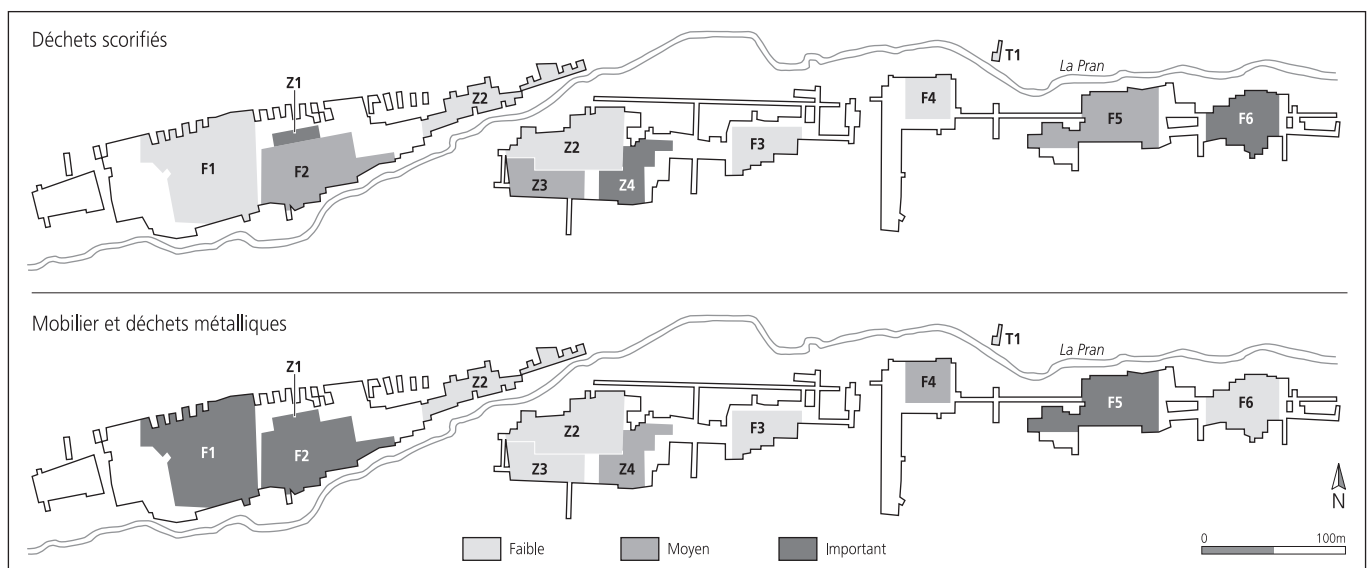 Déchets scorifiés
Z1
Z2
F1
F2
Z2
Z3
Z4
F3
F4
T1
La Pran
F5
F6
Mobilier et déchets métalliques
Z1
Z2
F1
F2
Z2
Z3
Z4
F3
F4
T1
La Pran
F5
F6
N
Faible
Moyen
Important
0 100m